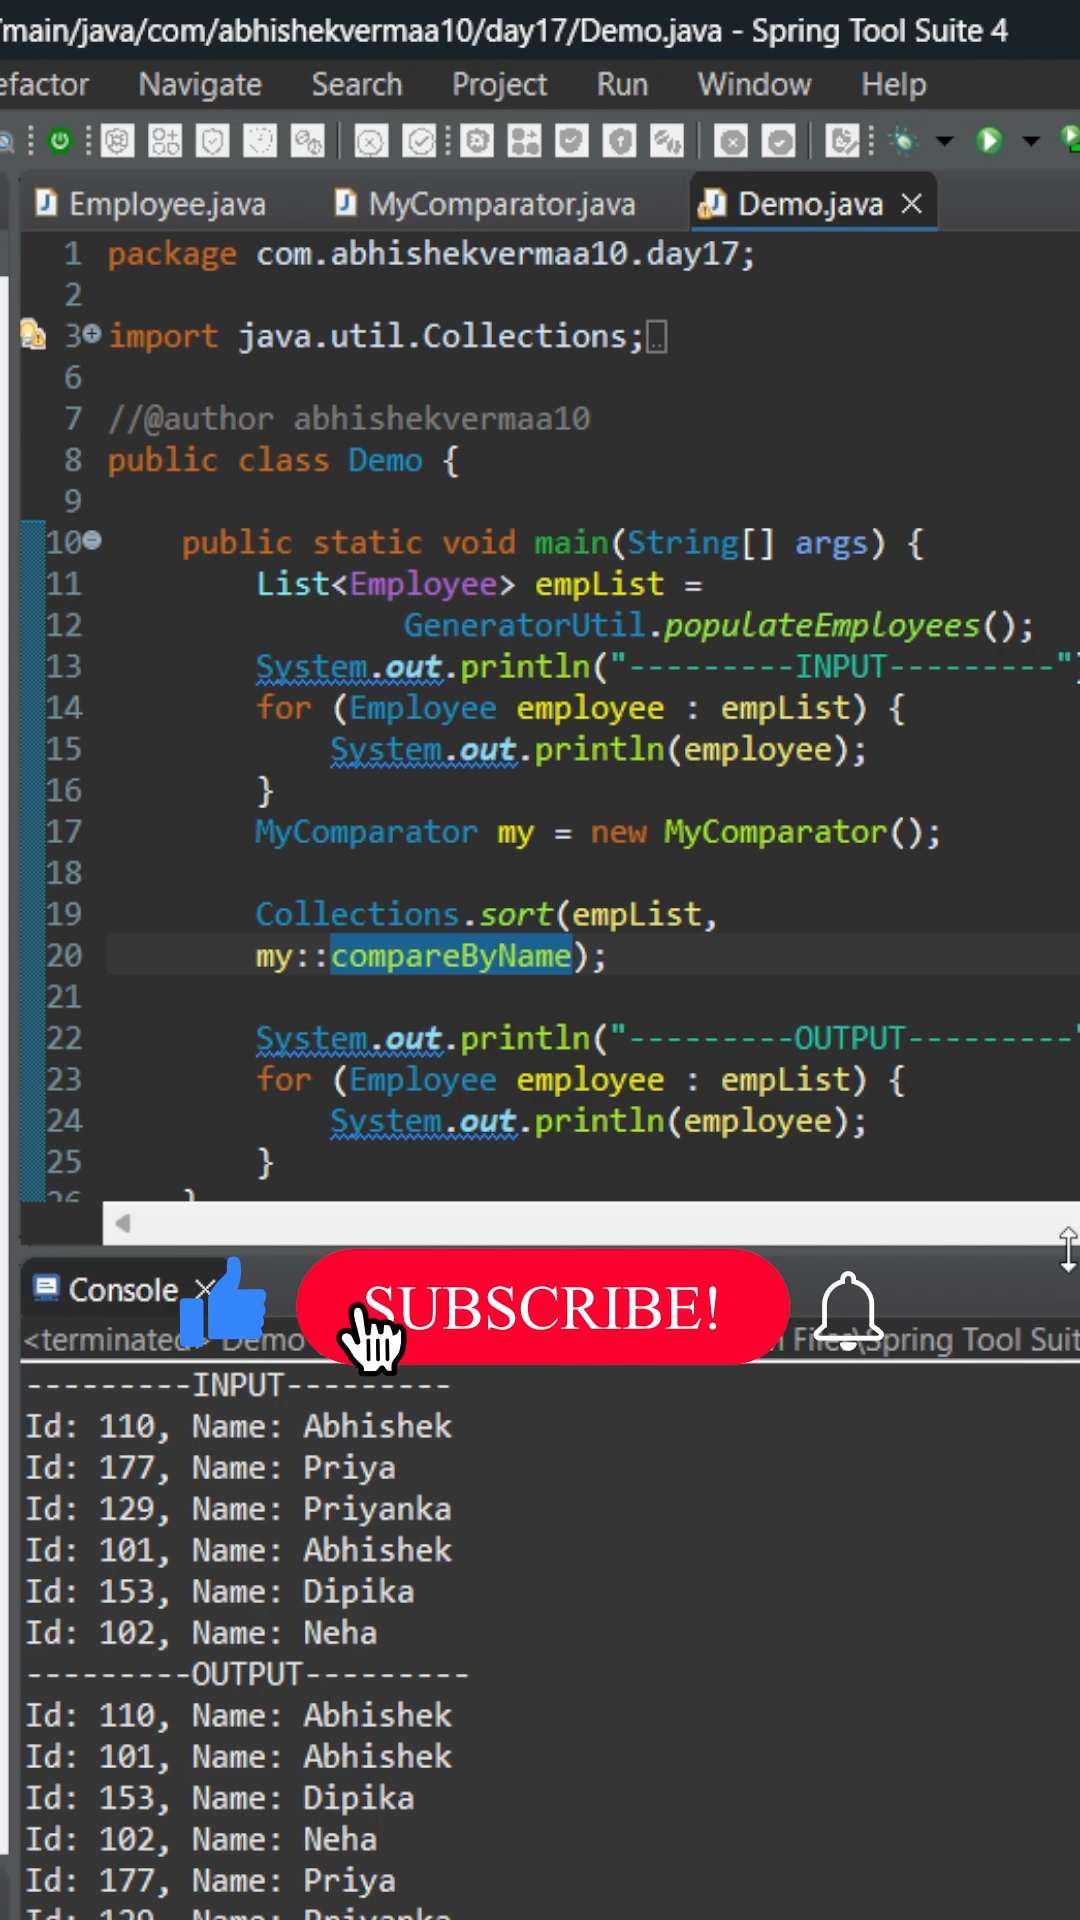 /main/java/com/abhishekvermaa10/day17/Demo.java - Spring Tool Suite 4
efactor Navigate Search Project Run Window Help
Employee.java MyComparator.java Demo.java
1 package com.abhishekvermaa10.day17;
2
3 import java.util.Collections;
6
7 //@author abhishekvermaa10
8 public class Demo {
9
10 public static void main(String[] args) {
11 List<Employee> empList =
12 GeneratorUtil.populateEmployees();
13 System.out.println("---------INPUT---------")
14 for (Employee employee : empList) {
15 System.out.println(employee);
16 }
17 MyComparator my = new MyComparator();
18
19 Collections.sort(empList,
20 my::compareByName);
21
22 System.out.println("---------OUTPUT---------"
23 for (Employee employee : empList) {
24 System.out.println(employee);
25 }
26 }
Console
SUBSCRIBE!
<terminated> Demo Files\Spring Tool Suit
---------INPUT---------
Id: 110, Name: Abhishek
Id: 177, Name: Priya
Id: 129, Name: Priyanka
Id: 101, Name: Abhishek
Id: 153, Name: Dipika
Id: 102, Name: Neha
---------OUTPUT---------
Id: 110, Name: Abhishek
Id: 101, Name: Abhishek
Id: 153, Name: Dipika
Id: 102, Name: Neha
Id: 177, Name: Priya
Id: 129, Name: Priyanka